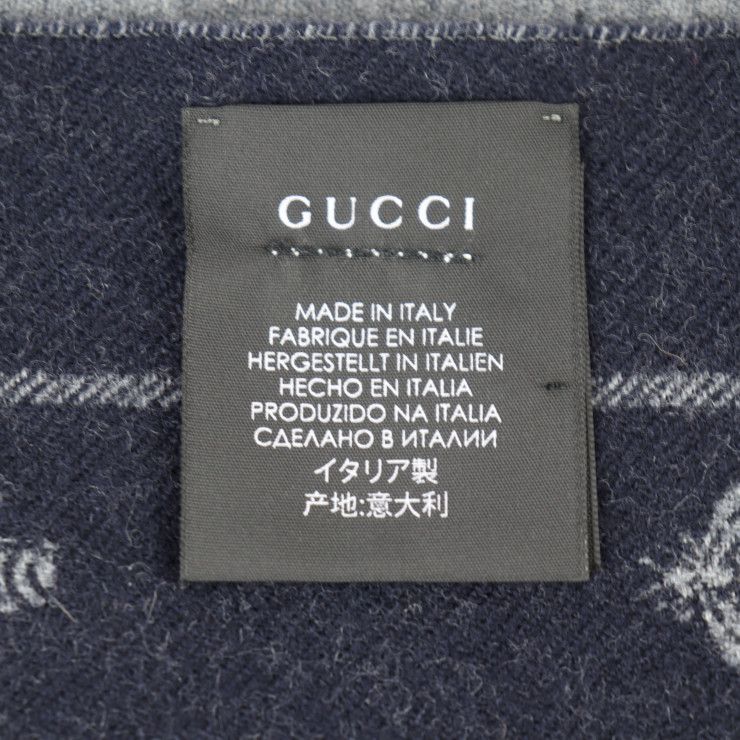 GUCCI
MADE IN ITALY
FABRIQUE EN ITALIE
HERGESTELLT IN ITALIEN
HECHO EN ITALIA
PRODUZIDO NA ITALIA
СДЕЛАНО В ИТАЛИИ
イタリア製
产地:意大利